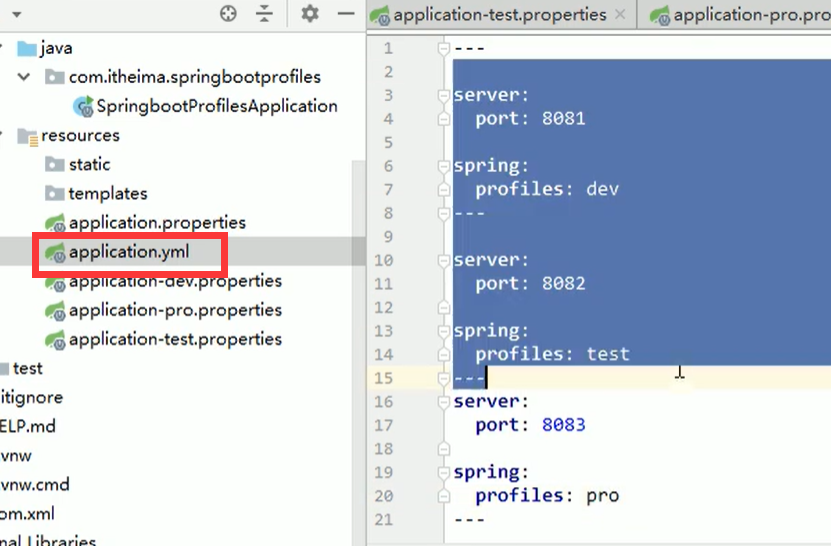 java
com.itheima.springbootprofiles
SpringbootProfilesApplication
resources
static
templates
application.properties
application.yml
application-dev.properties
application-pro.properties
application-test.properties
test
itignore
ELP.md
vnw
vnw.cmd
om.xml
nal Libraries
application-test.properties ×
application-pro.pro
1 ---
2
3 server:
4 port: 8081
5
6 spring:
7 profiles: dev
8 ---
9
10 server:
11 port: 8082
12
13 spring:
14 profiles: test
15 ---
16 server:
17 port: 8083
18
19 spring:
20 profiles: pro
21 ---